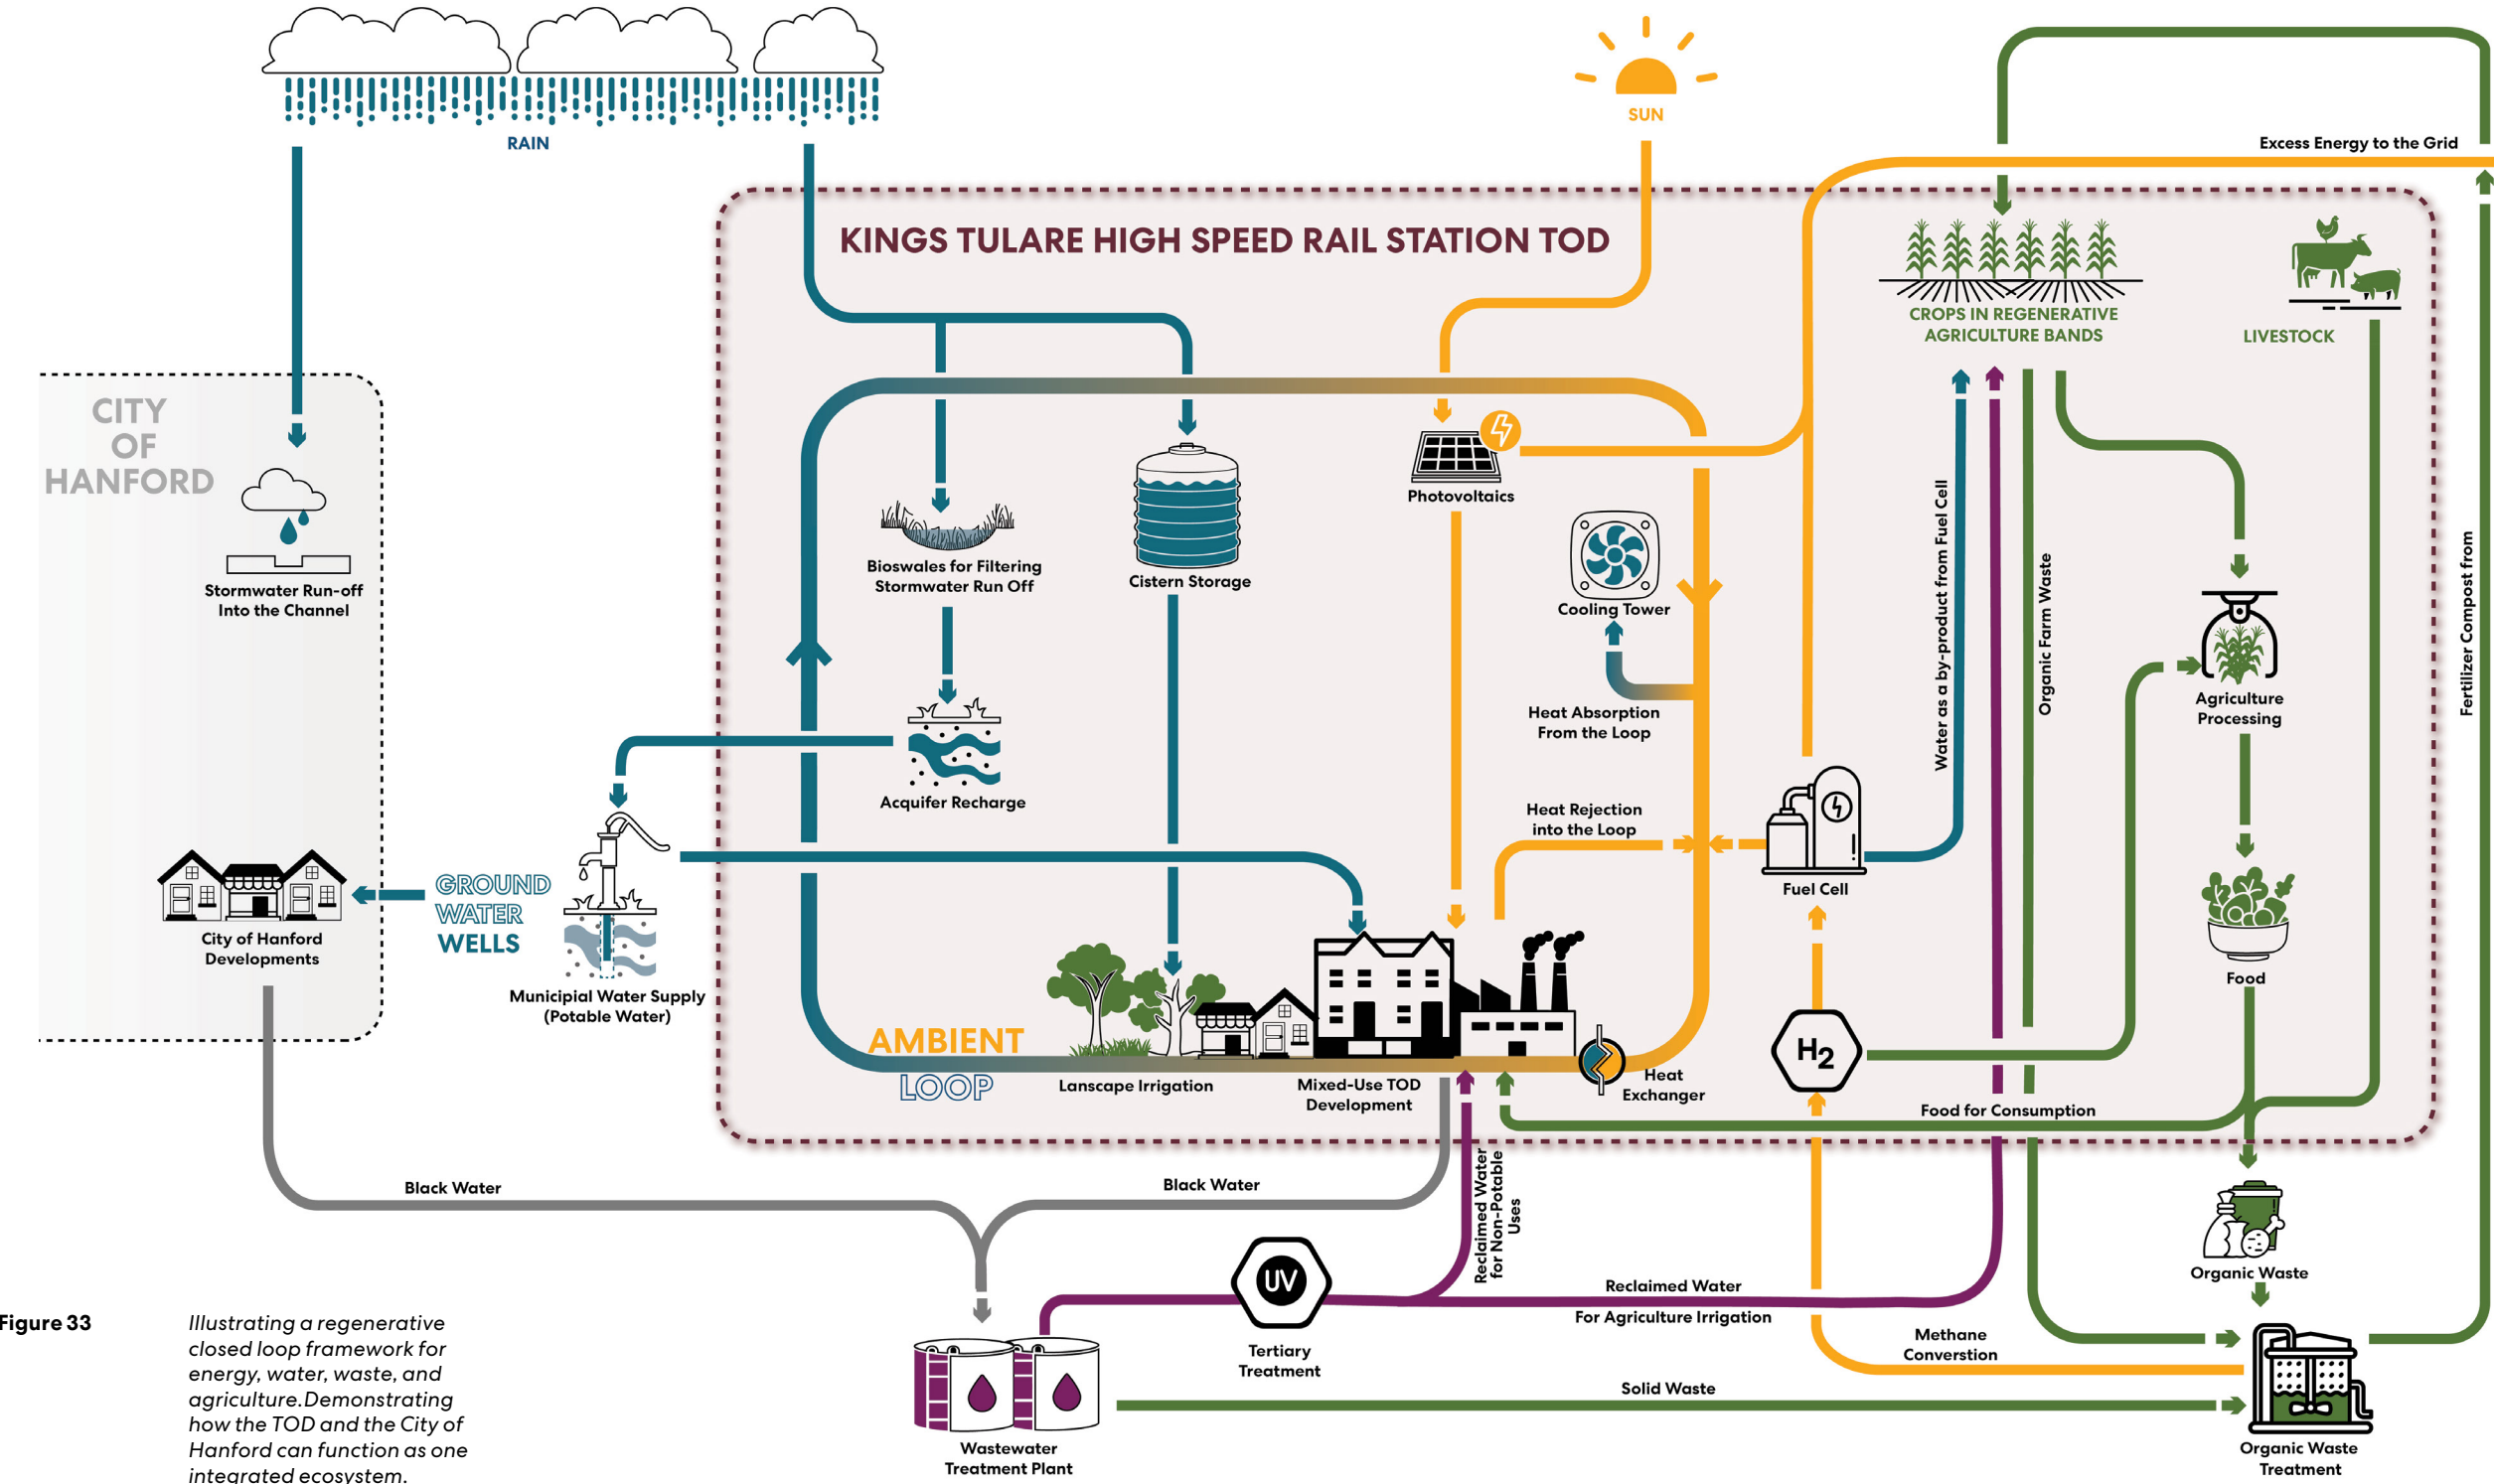 RAIN
SUN
Excess Energy to the Grid
KINGS TULARE HIGH SPEED RAIL STATION TOD
CROPS IN REGENERATIVE
AGRICULTURE BANDS
LIVESTOCK
CITY
OF
HANFORD
Stormwater Run-off
Into the Channel
Bioswales for Filtering
Stormwater Run Off
Cistern Storage
Photovoltaics
Cooling Tower
Heat Absorption
From the Loop
Water as a by-product from Fuel Cell
Organic Farm Waste
Fertilizer Compost from
Agriculture
Processing
Acquifer Recharge
Heat Rejection
into the Loop
Fuel Cell
GROUND
WATER
WELLS
City of Hanford
Developments
Municipial Water Supply
(Potable Water)
Food
AMBIENT
LOOP
Lanscape Irrigation
Mixed-Use TOD
Development
Heat
Exchanger
H2
Food for Consumption
Black Water
Black Water
Reclaimed Water
for Non-Potable
Uses
UV
Tertiary
Treatment
Reclaimed Water
For Agriculture Irrigation
Organic Waste
Methane
Converstion
Solid Waste
Wastewater
Treatment Plant
Organic Waste
Treatment
Figure 33
Illustrating a regenerative
closed loop framework for
energy, water, waste, and
agriculture.Demonstrating
how the TOD and the City of
Hanford can function as one
integrated ecosystem.